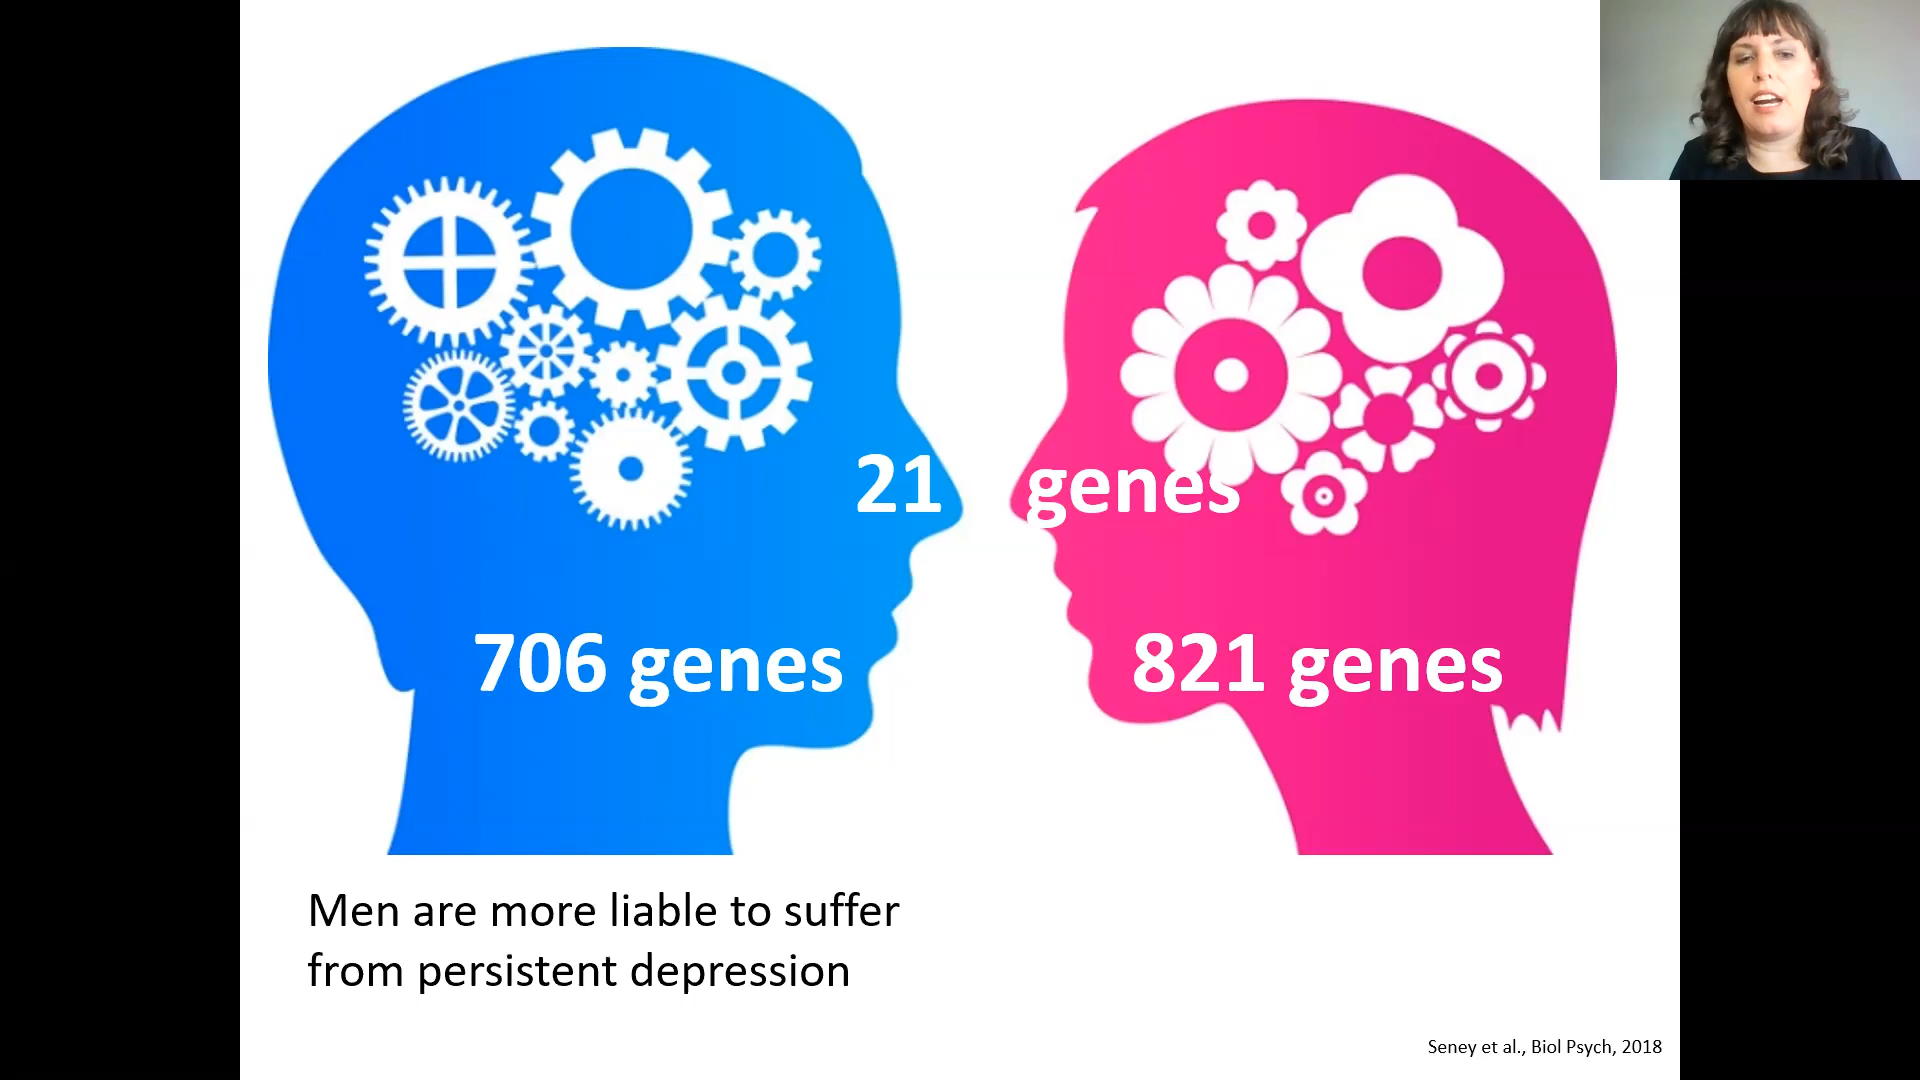 21 genes
706 genes
821 genes
Men are more liable to suffer
from persistent depression
Seney et al., Biol Psych, 2018